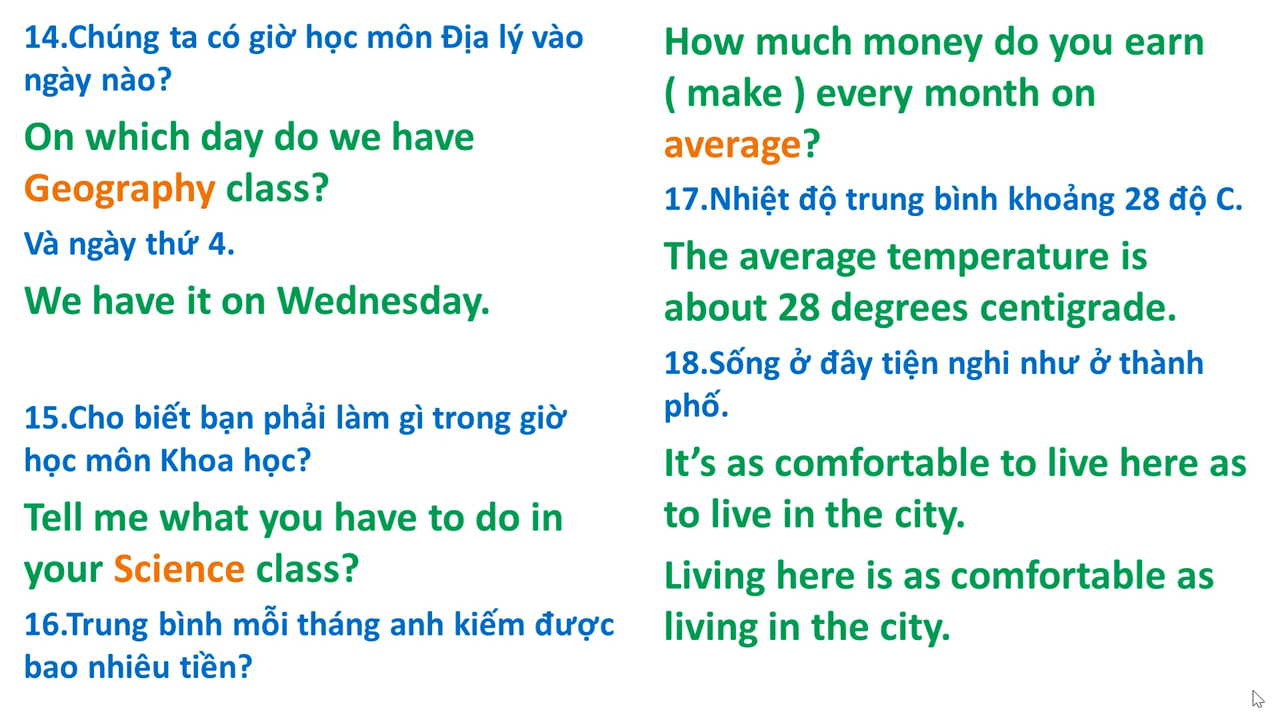 14.Chúng ta có giờ học môn Địa lý vào
ngày nào?
On which day do we have
Geography class?
Và ngày thứ 4.
We have it on Wednesday.
15.Cho biết bạn phải làm gì trong giờ
học môn Khoa học?
Tell me what you have to do in
your Science class?
16.Trung bình mỗi tháng anh kiếm được
bao nhiêu tiền?
How much money do you earn
( make ) every month on
average?
17.Nhiệt độ trung bình khoảng 28 độ C.
The average temperature is
about 28 degrees centigrade.
18.Sống ở đây tiện nghi như ở thành
phố.
It’s as comfortable to live here as
to live in the city.
Living here is as comfortable as
living in the city.